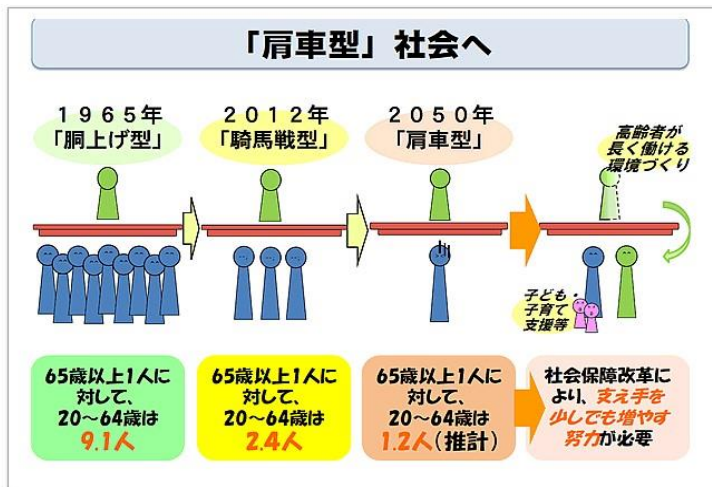 「肩車型」社会へ
１９６５年
「胴上げ型」
２０１２年
「騎馬戦型」
２０５０年
「肩車型」
高齢者が
長く働ける
環境づくり
子ども・
子育て
支援等
65歳以上1人に
対して、
20～64歳は
9.1人
65歳以上1人に
対して、
20～64歳は
2.4人
65歳以上1人に
対して、
20～64歳は
1.2人(推計)
社会保障改革に
より、支え手を
少しでも増やす
努力が必要